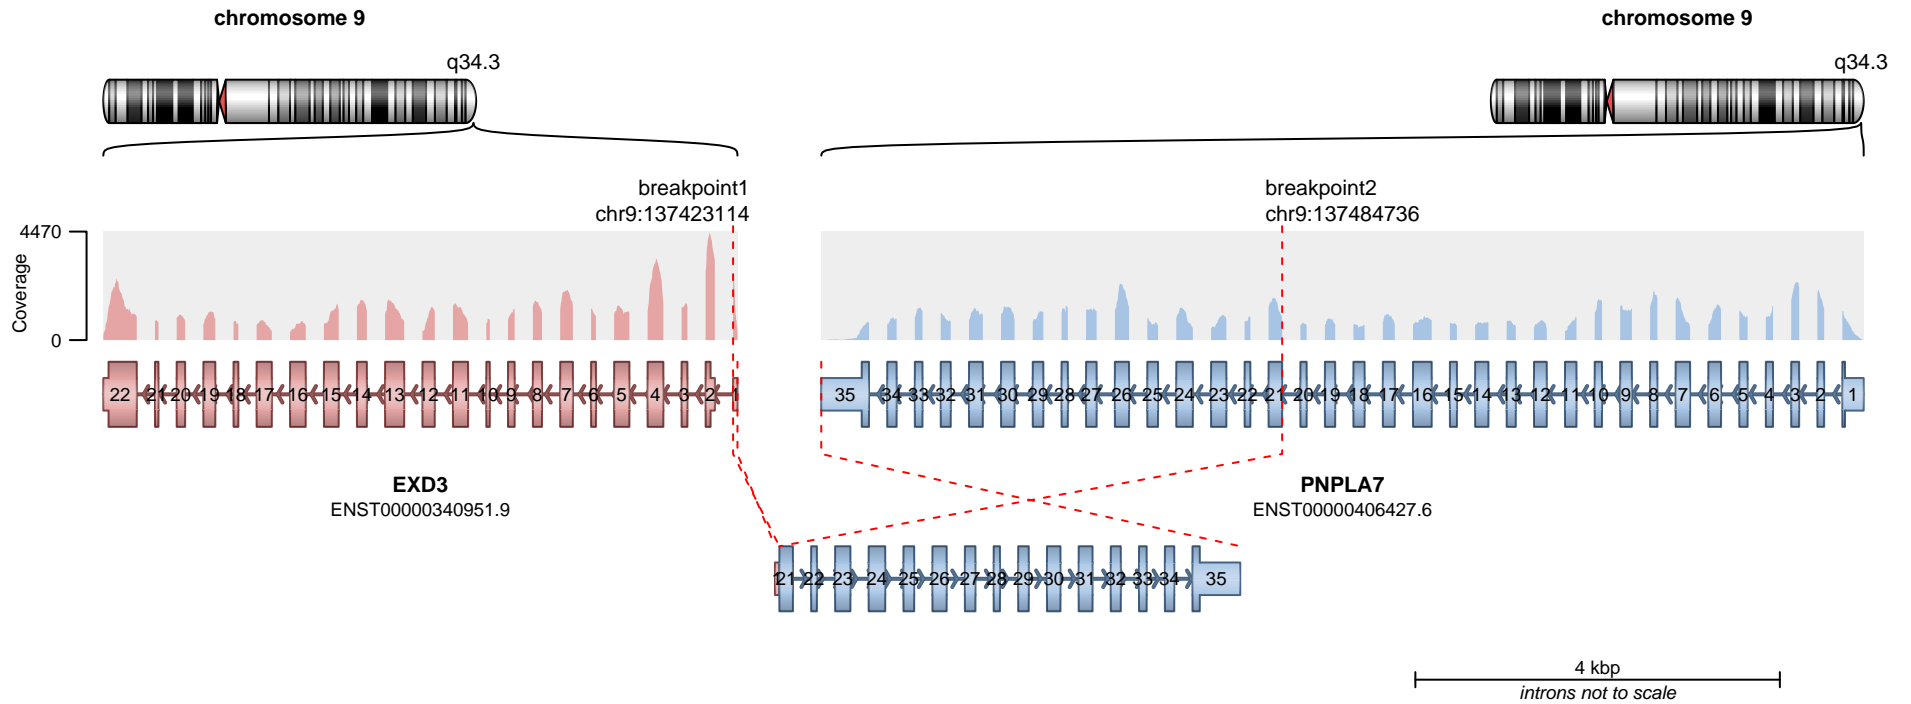 chromosome 9
chromosome 9
q34.3
q34.3
breakpoint1
chr9:137423114
breakpoint2
chr9:137484736
4470
Coverage
0
22 21 20 19 18 17 16 15 14 13 12 11 10 9 8 7 6 5 4 3 2 1
35 34 33 32 31 30 29 28 27 26 25 24 23 22 21 20 19 18 17 16 15 14 13 12 11 10 9 8 7 6 5 4 3 2 1
EXD3
ENST00000340951.9
PNPLA7
ENST00000406427.6
1 21 22 23 24 25 26 27 28 29 30 31 32 33 34 35
4 kbp
introns not to scale